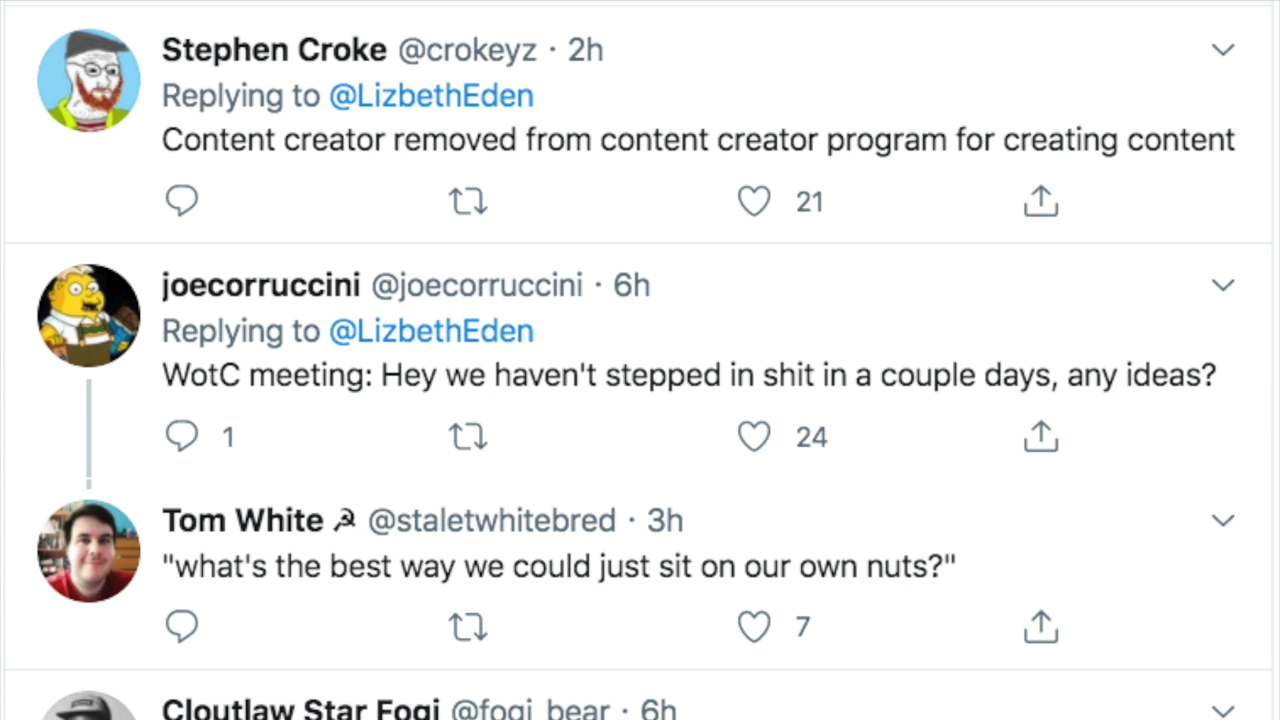 Stephen Croke @crokeyz · 2h
Replying to @LizbethEden
Content creator removed from content creator program for creating content
21
joecorruccini @joecorruccini · 6h
Replying to @LizbethEden
WotC meeting: Hey we haven't stepped in shit in a couple days, any ideas?
1 24
Tom White ☭ @staletwhitebred · 3h
"what's the best way we could just sit on our own nuts?"
7
Cloutlaw Star Fogi @fogi_bear · 6h